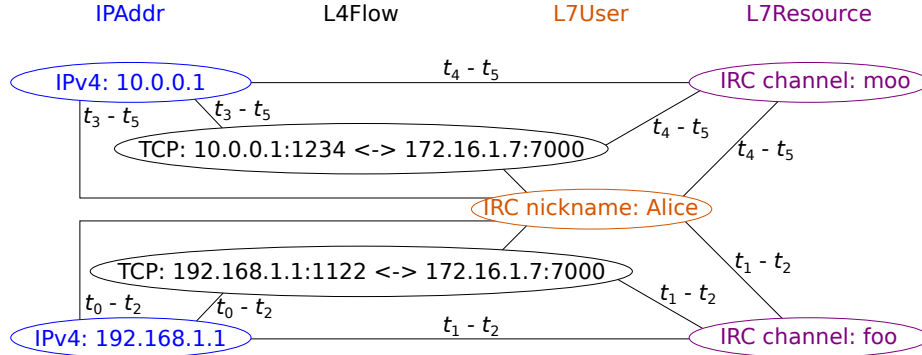 IPAddr L4Flow L7User L7Resource
t4 - t5
IPv4: 10.0.0.1 IRC channel: moo
t3 - t5 t3 - t5
t4 - t5
TCP: 10.0.0.1:1234 <-> 172.16.1.7:7000 t4 - t5
IRC nickname: Alice
TCP: 192.168.1.1:1122 <-> 172.16.1.7:7000 t1 - t2
t1 - t2
t0 - t2 t0 - t2
t1 - t2
IPv4: 192.168.1.1 IRC channel: foo